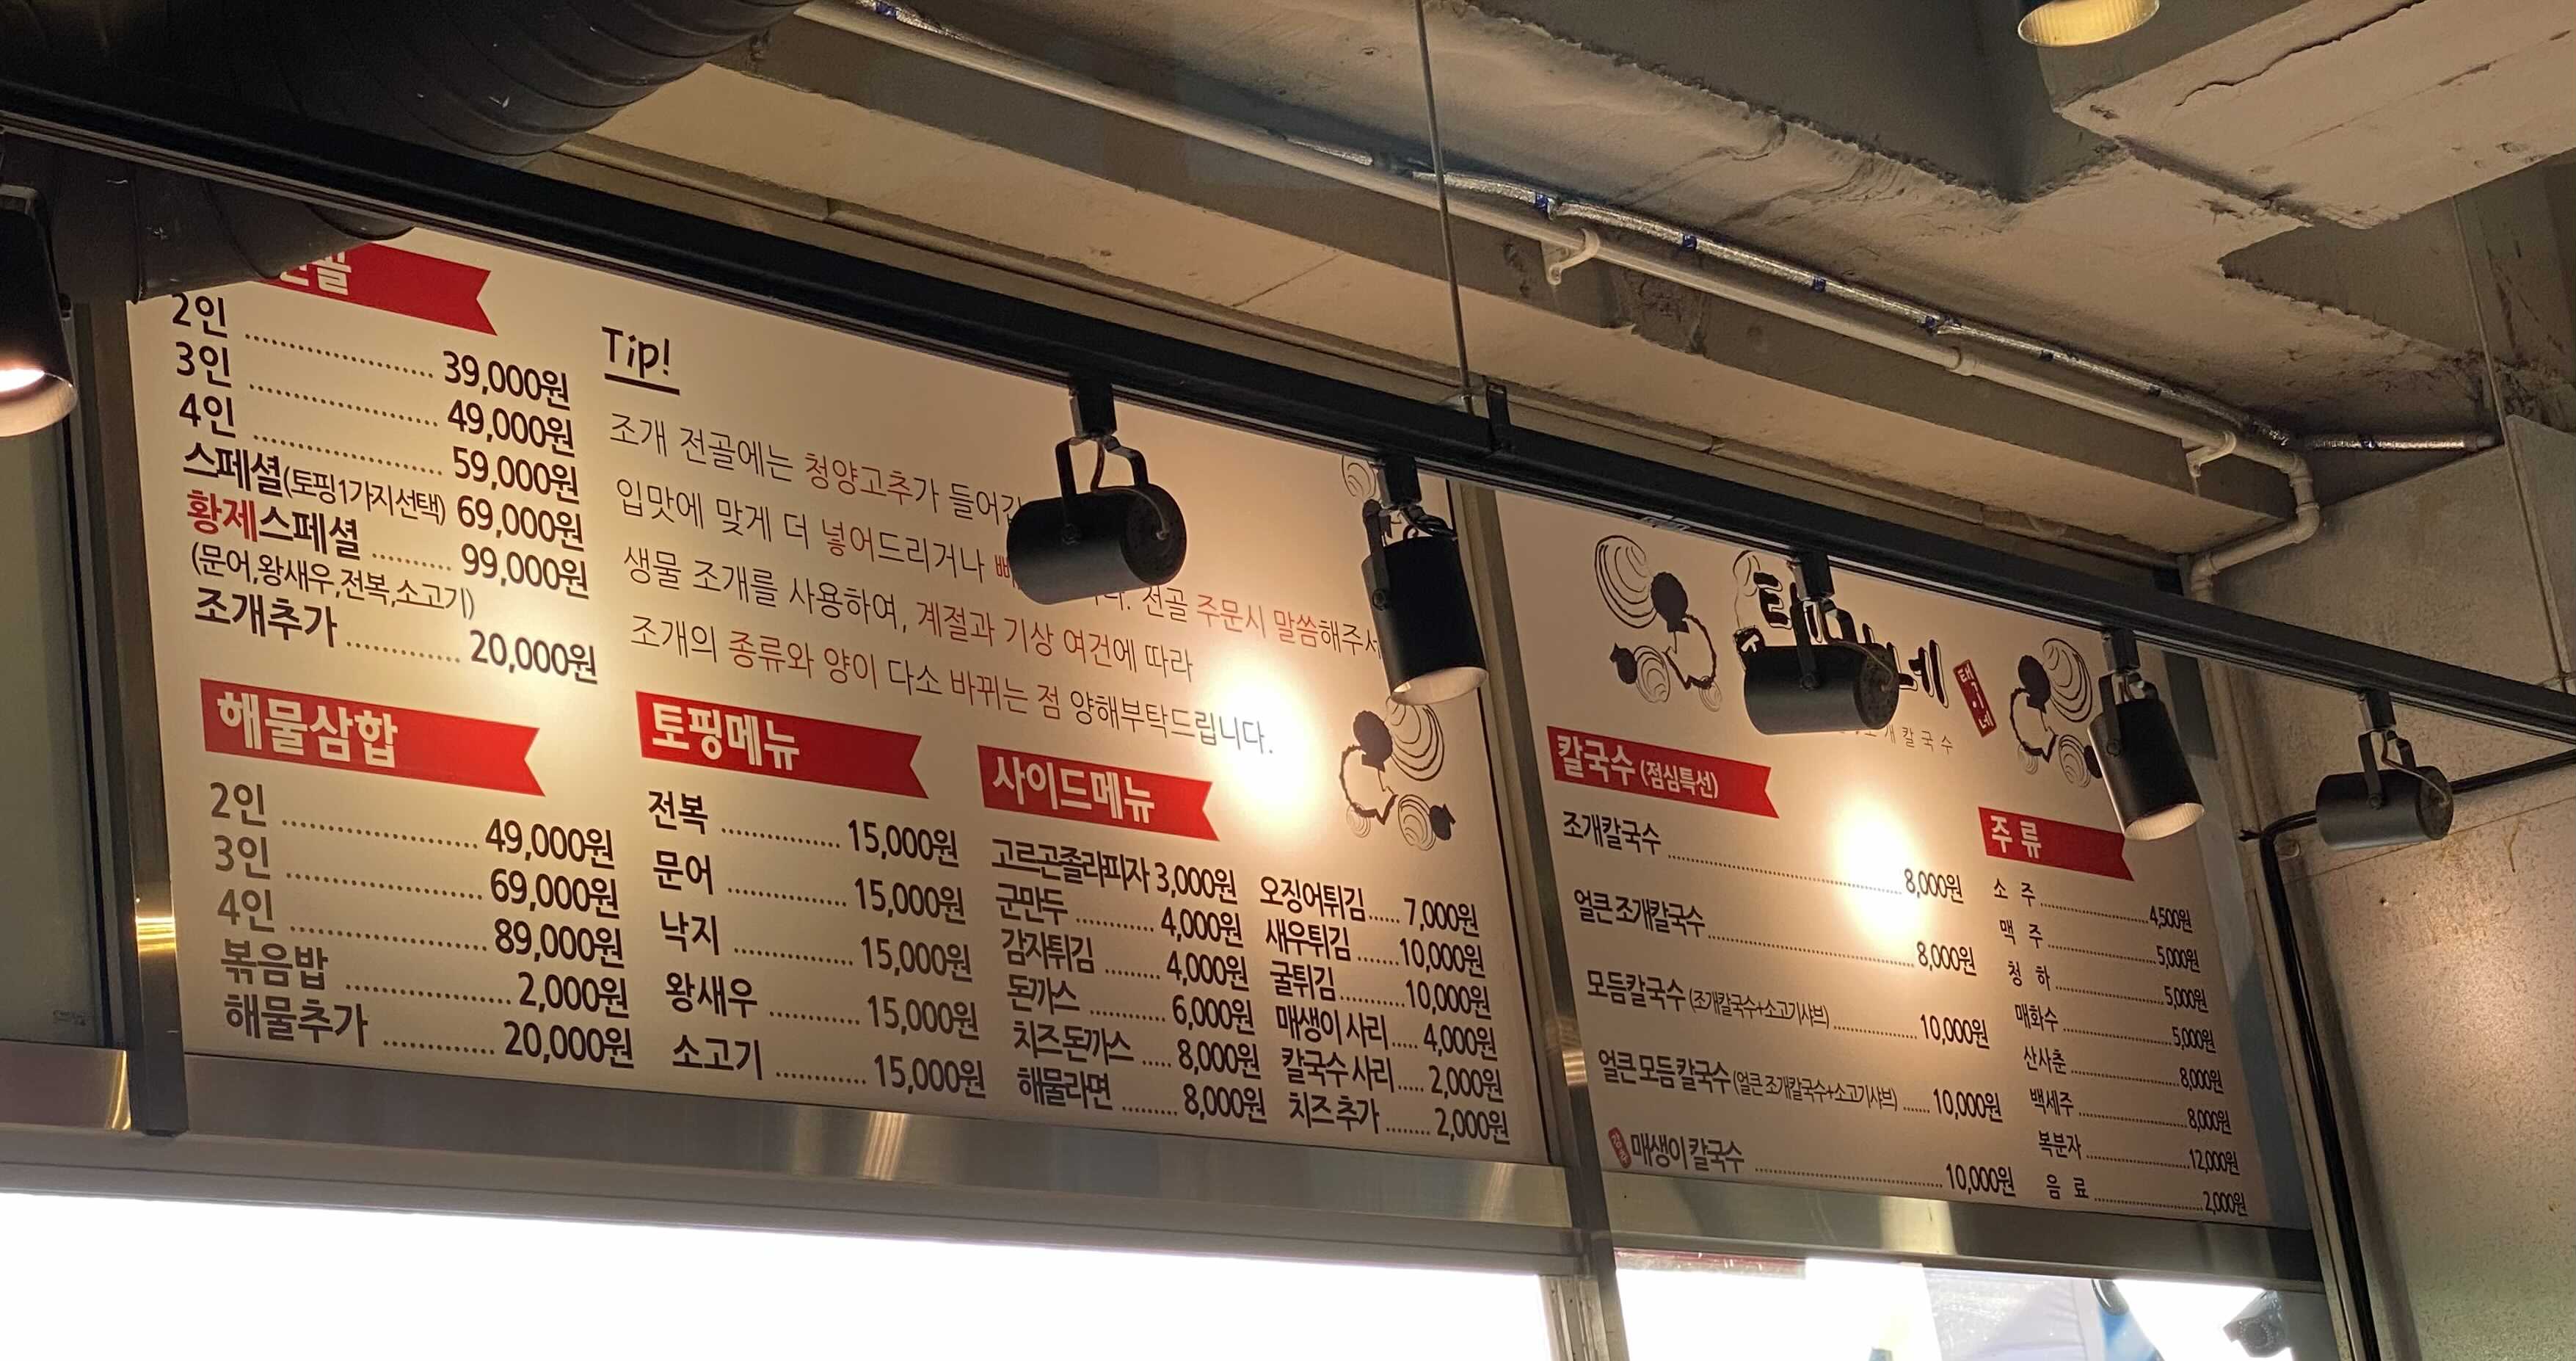 전골
2인 39,000원
3인 49,000원
4인 59,000원
스페셜(토핑1가지선택) 69,000원
황제스페셜 99,000원
(문어,왕새우,전복,소고기)
조개추가 20,000원
Tip!
조개 전골에는 청양고추가
입맛에 맞게 더 넣어드리거나 전골 주문시 말씀해주세
생물 조개를 사용하여, 계절과 기상 여건에 따라
조개의 종류와 양이 다소 바뀌는 점 양해부탁드립니다.
해물삼합
2인 49,000원
3인 69,000원
4인 89,000원
볶음밥 2,000원
해물추가 20,000원
토핑메뉴
전복 15,000원
문어 15,000원
낙지 15,000원
왕새우 15,000원
소고기 15,000원
사이드메뉴
고르곤졸라피자 3,000원
군만두 4,000원
감자튀김 4,000원
돈까스 6,000원
치즈돈까스 8,000원
해물라면 8,000원
오징어튀김 7,000원
새우튀김 10,000원
굴튀김 10,000원
매생이 사리 4,000원
칼국수 사리 2,000원
치즈 추가 2,000원
네
택이네
조개칼국수
칼국수 (점심특선)
조개칼국수 8,000원
얼큰 조개칼국수 8,000원
모듬칼국수 (조개칼국수+소고기샤브) 10,000원
얼큰 모듬 칼국수 (얼큰 조개칼국수+소고기샤브) 10,000원
매생이 칼국수 10,000원
주류
소 주 4,500원
맥 주 5,000원
청 하 5,000원
매화수 5,000원
산사춘 8,000원
백세주 8,000원
복분자 12,000원
음 료 2,000원